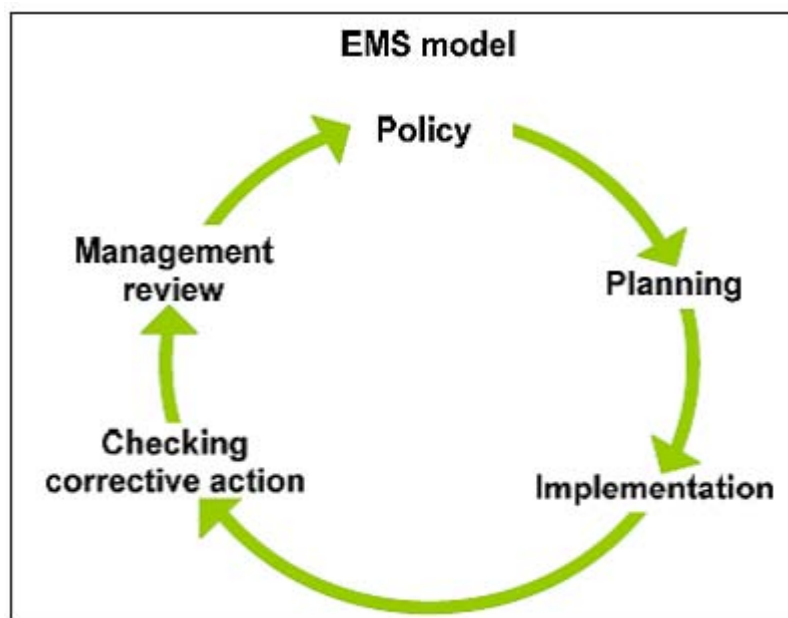 EMS model
Policy
Planning
Implementation
Checking
corrective action
Management
review